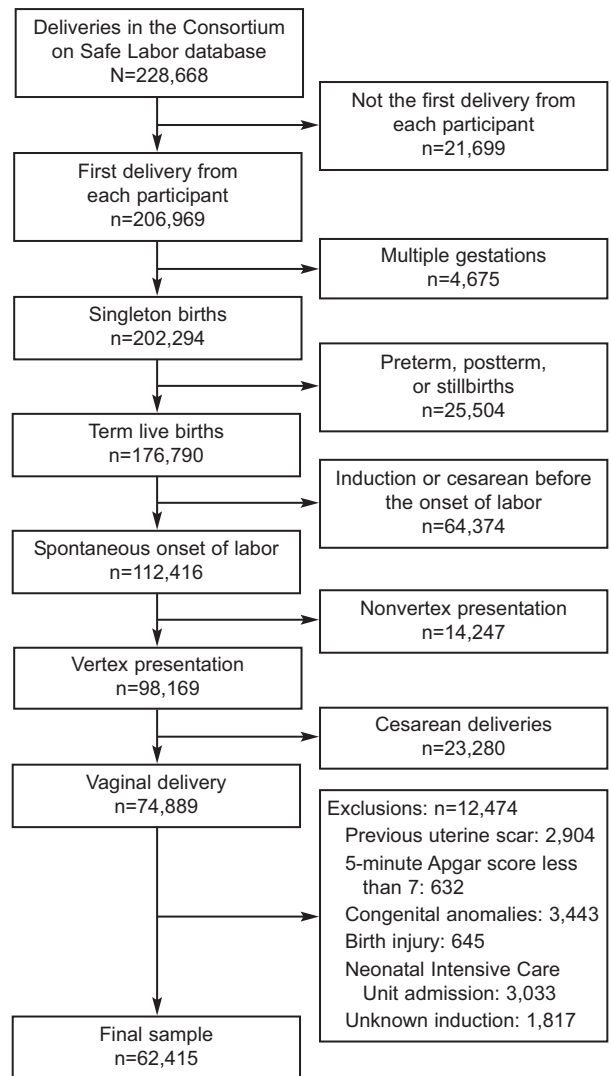 Deliveries in the Consortium
on Safe Labor database
N=228,668
Not the first delivery from
each participant
n=21,699
First delivery from
each participant
n=206,969
Multiple gestations
n=4,675
Singleton births
n=202,294
Preterm, postterm,
or stillbirths
n=25,504
Term live births
n=176,790
Induction or cesarean before
the onset of labor
n=64,374
Spontaneous onset of labor
n=112,416
Nonvertex presentation
n=14,247
Vertex presentation
n=98,169
Cesarean deliveries
n=23,280
Vaginal delivery
n=74,889
Exclusions: n=12,474
Previous uterine scar: 2,904
5-minute Apgar score less
than 7: 632
Congenital anomalies: 3,443
Birth injury: 645
Neonatal Intensive Care
Unit admission: 3,033
Unknown induction: 1,817
Final sample
n=62,415